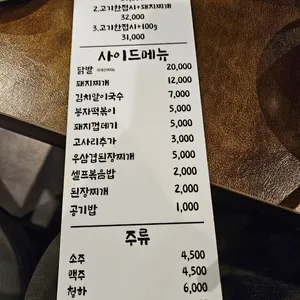 2.고기한접시+돼지찌개
32,000
3.고기한접시+100g
31,000
사이드메뉴
닭발 20,000
돼지찌개 12,000
김치말이국수 7,000
봉자떡볶이 5,000
돼지껍데기 5,000
고사리추가 3,000
우삼겹된장찌개 5,000
셀프볶음밥 2,000
된장찌개 2,000
공기밥 1,000
주류
소주 4,500
맥주 4,500
청하 6,000